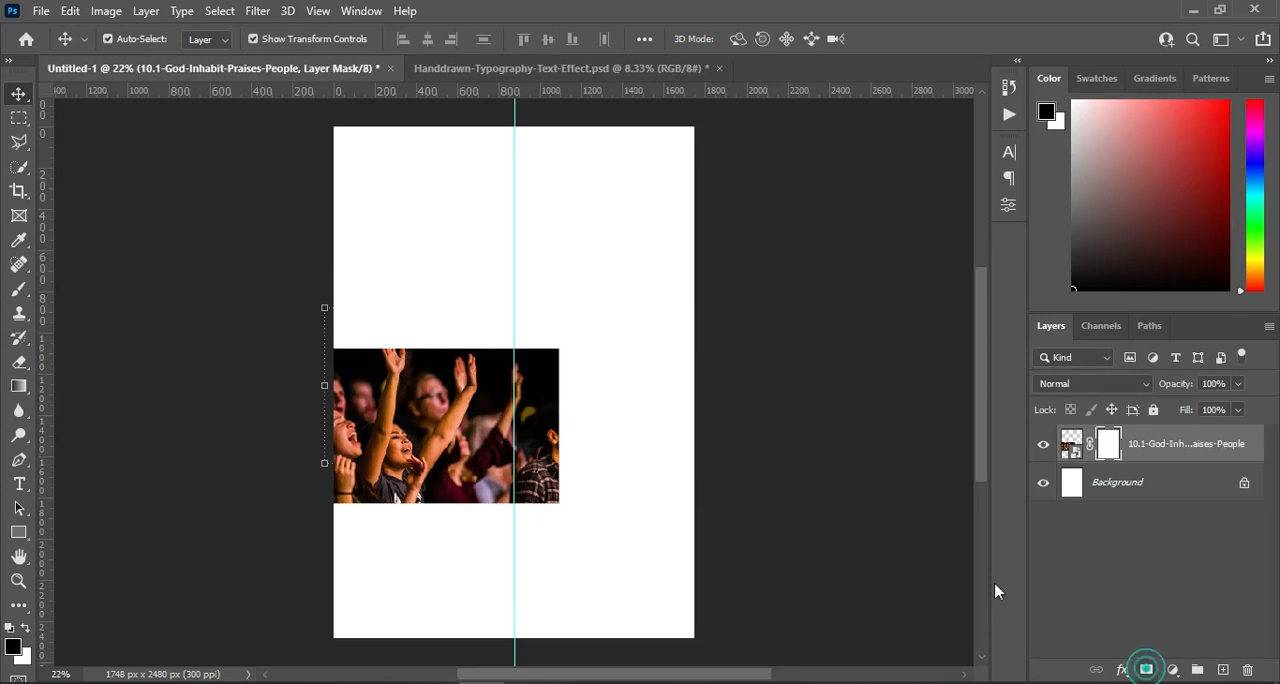 Ps File Edit Image Layer Type Select Filter 3D View Window Help
Auto-Select: Layer Show Transform Controls 3D Mode:
Untitled-1 @ 22% (10.1-God-Inhabit-Praises-People, Layer Mask/8) * × Handdrawn-Typography-Text-Effect.psd @ 8.33% (RGB/8#) * ×
1200 1000 800 600 400 200 0 200 400 600 800 1000 1200 1400 1600 1800 2000 2200 2400 2600 2800 3000
Color Swatches Gradients Patterns
Layers Channels Paths
Kind
Normal Opacity: 100%
Lock: Fill: 100%
10.1-God-Inh...aises-People
Background
22% 1748 px x 2480 px (300 ppi)